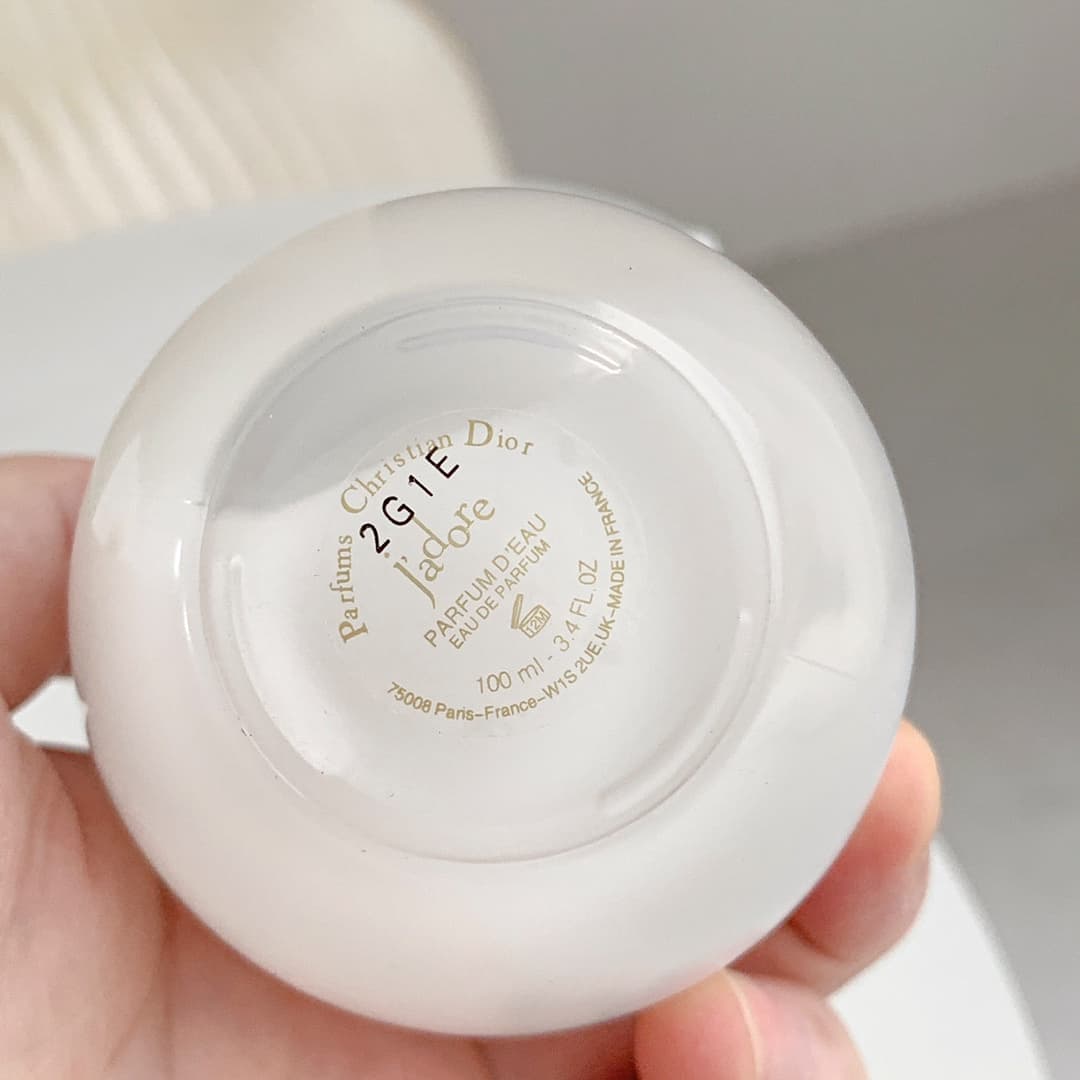 Parfums Christian Dior
2G1E
J'adore
PARFUM D'EAU
EAU DE PARFUM
12M
100 ml - 3.4 FL.OZ
75008 Paris-France-W1S 2UE,UK-MADE IN FRANCE